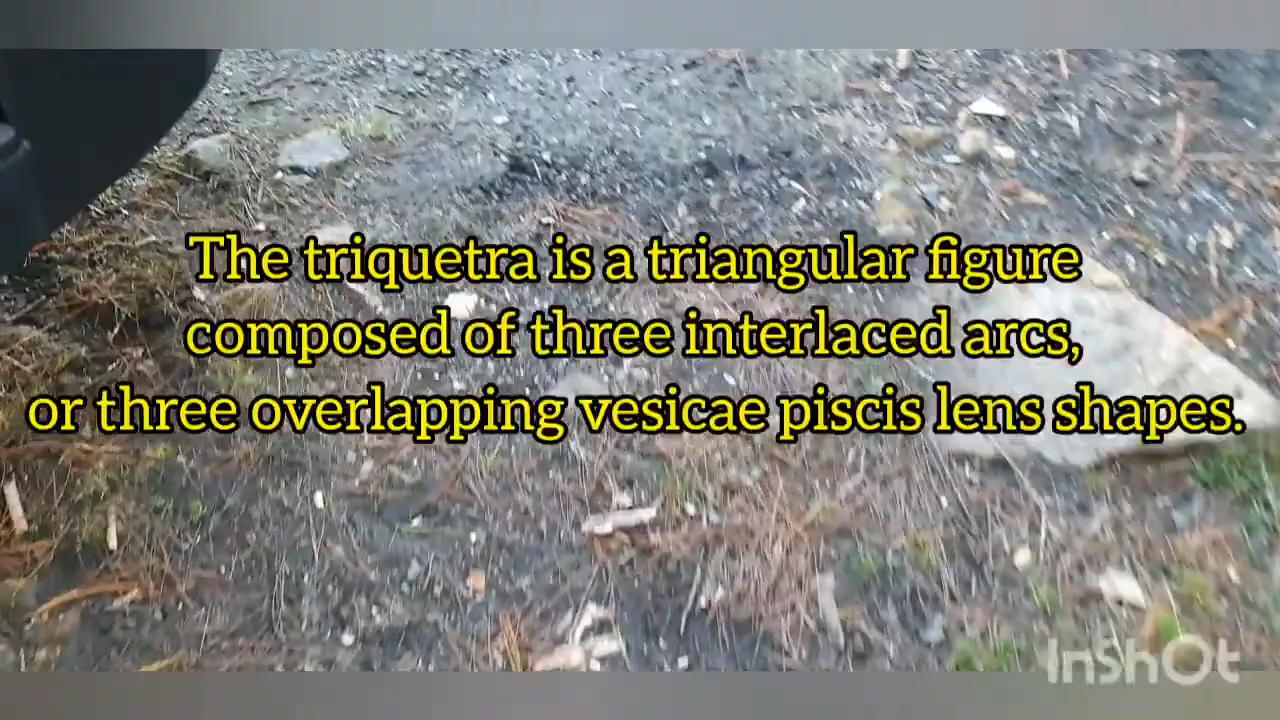 The triquetra is a triangular figure
composed of three interlaced arcs,
or three overlapping vesicae piscis lens shapes.
InShOt